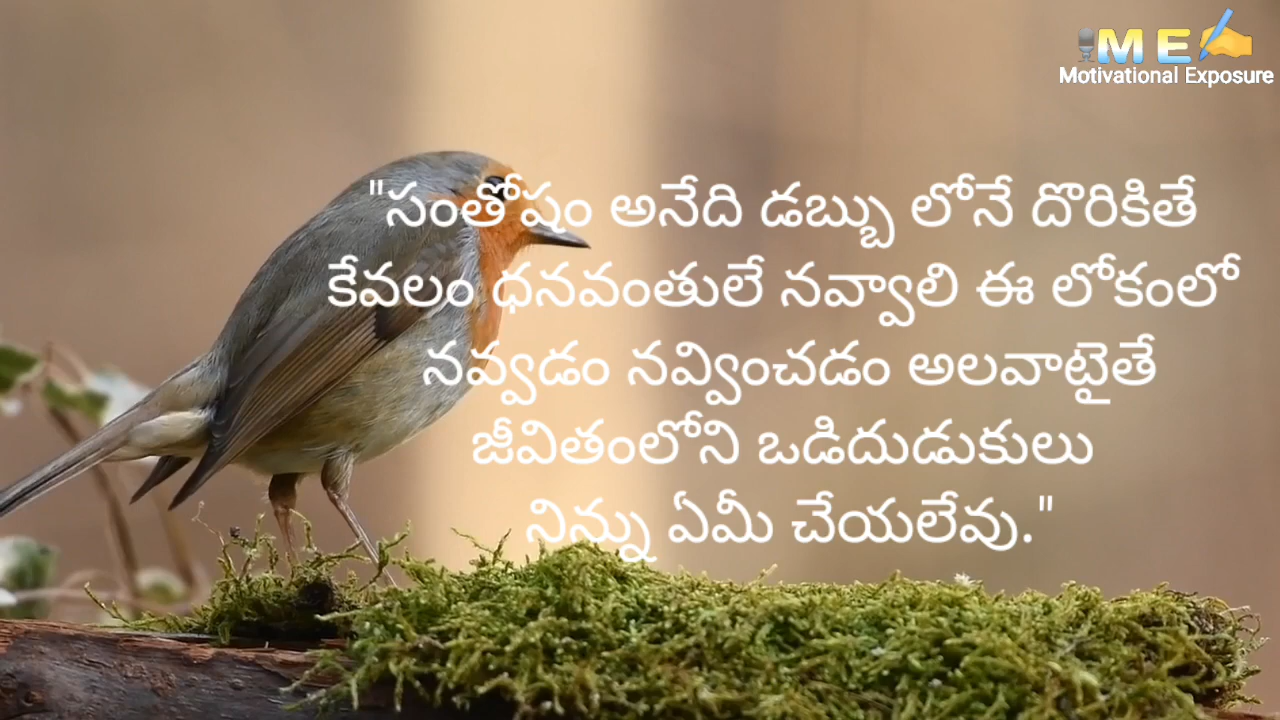 ME
Motivational Exposure
"సంతోషం అనేది డబ్బు లోనే దొరికితే
కేవలం ధనవంతులే నవ్వాలి ఈ లోకంలో
నవ్వడం నవ్వించడం అలవాటైతే
జీవితంలోని ఒడిదుడుకులు
నిన్ను ఏమీ చేయలేవు."